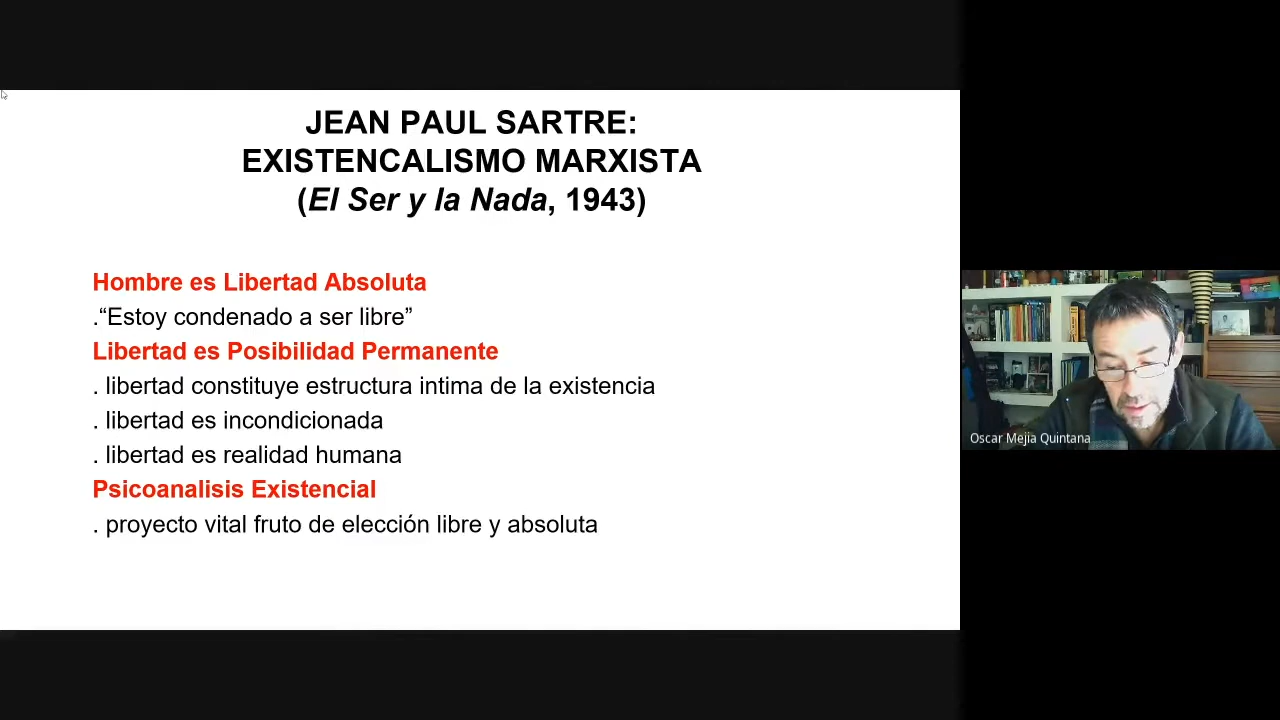 JEAN PAUL SARTRE:
EXISTENCALISMO MARXISTA
(El Ser y la Nada, 1943)
Hombre es Libertad Absoluta
.“Estoy condenado a ser libre”
Libertad es Posibilidad Permanente
. libertad constituye estructura intima de la existencia
. libertad es incondicionada
. libertad es realidad humana
Psicoanalisis Existencial
. proyecto vital fruto de elección libre y absoluta
Oscar Mejia Quintana